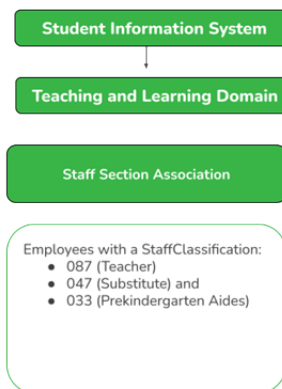 Student Information System
Teaching and Learning Domain
Staff Section Association
Employees with a StaffClassification:
● 087 (Teacher)
● 047 (Substitute) and
● 033 (Prekindergarten Aides)